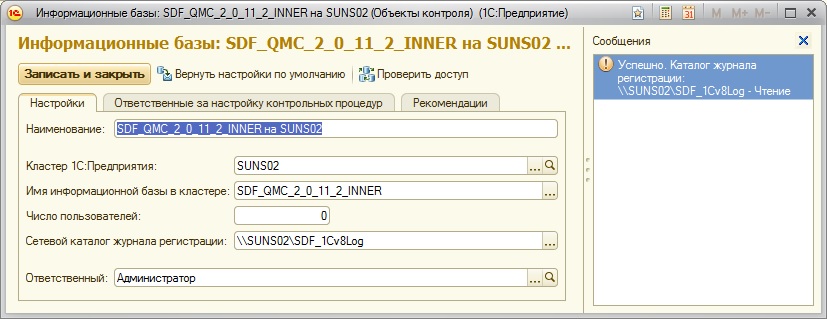 Информационные базы: SDF_QMC_2_0_11_2_INNER на SUNS02 (Объекты контроля) (1С:Предприятие)
M M+ M-
Информационные базы: SDF_QMC_2_0_11_2_INNER на SUNS02 ...
Записать и закрыть Вернуть настройки по умолчанию Проверить доступ
Настройки Ответственные за настройку контрольных процедур Рекомендации
Наименование: SDF_QMC_2_0_11_2_INNER на SUNS02
Кластер 1С:Предприятия: SUNS02 ...
Имя информационной базы в кластере: SDF_QMC_2_0_11_2_INNER ...
Число пользователей: 0
Сетевой каталог журнала регистрации: \\SUNS02\SDF_1Cv8Log ...
Ответственный: Администратор ...
Сообщения
Успешно. Каталог журнала
регистрации:
\\SUNS02\SDF_1Cv8Log - Чтение